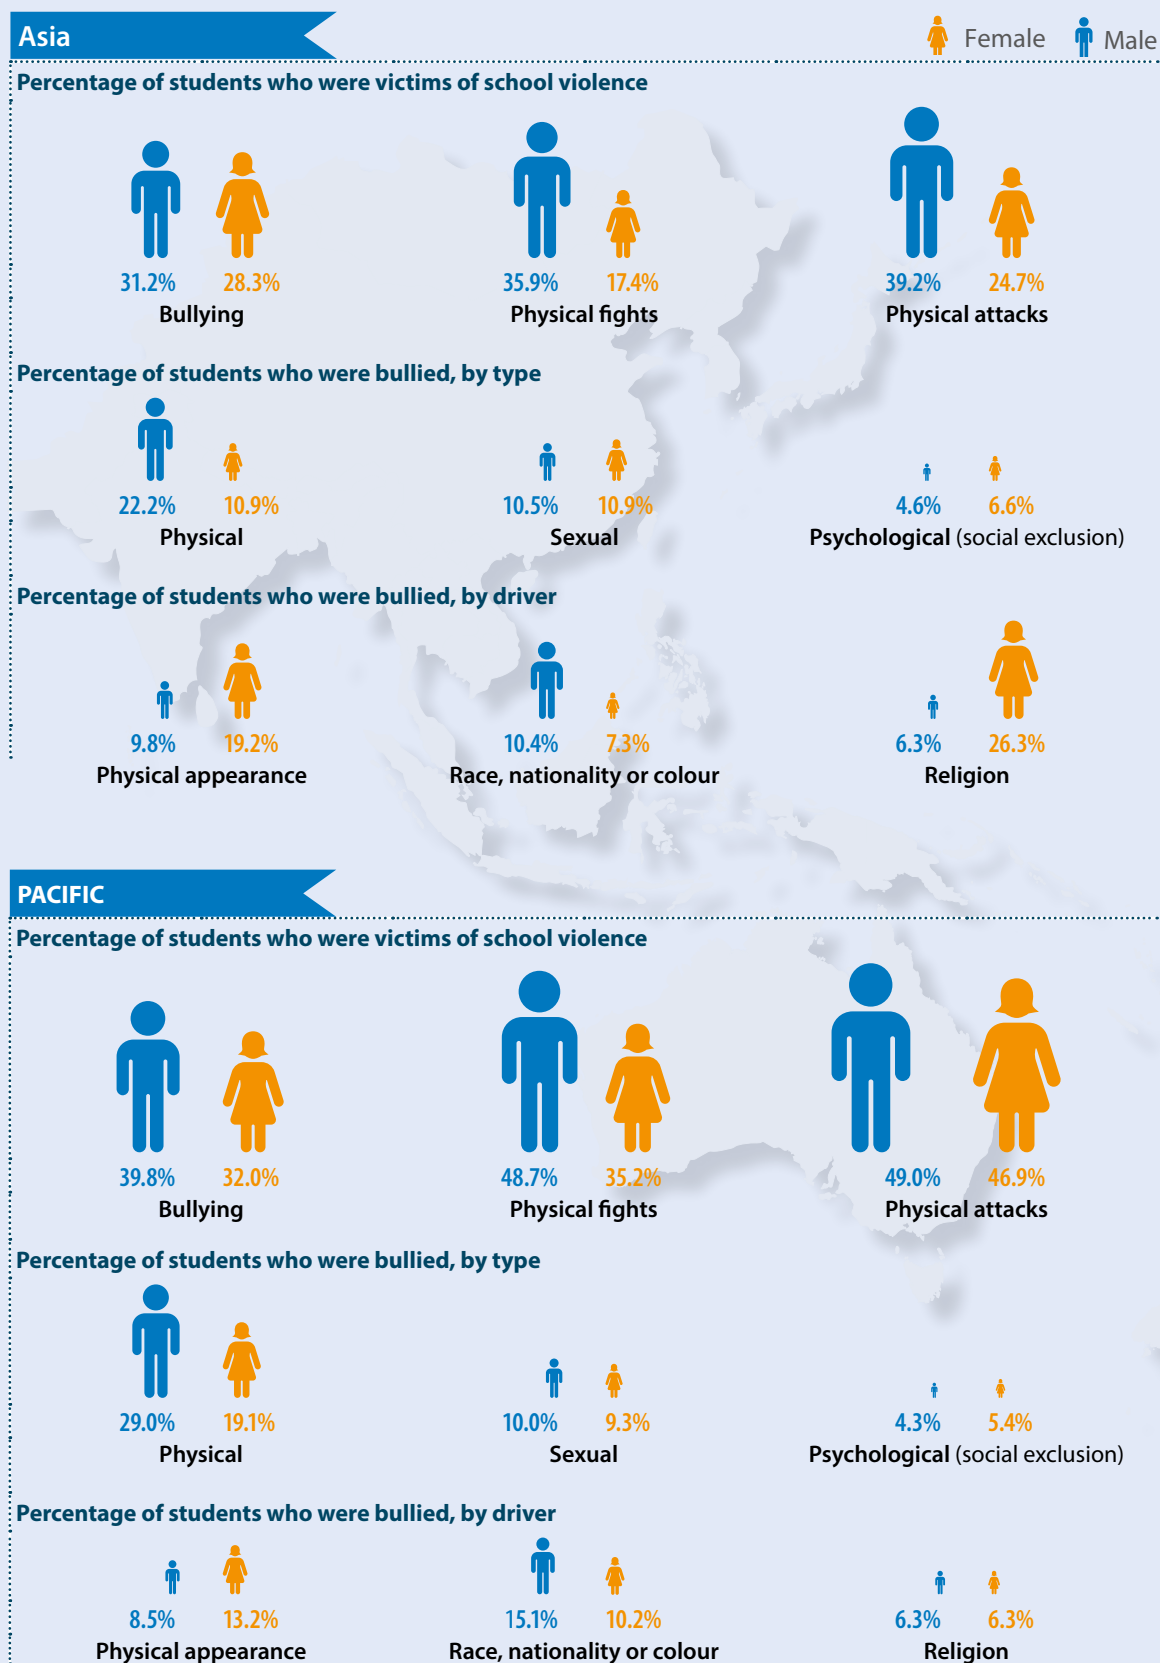 Asia
Female Male
Percentage of students who were victims of school violence
31.2% 28.3% 35.9% 17.4% 39.2% 24.7%
Bullying Physical fights Physical attacks
Percentage of students who were bullied, by type
22.2% 10.9% 10.5% 10.9% 4.6% 6.6%
Physical Sexual Psychological (social exclusion)
Percentage of students who were bullied, by driver
9.8% 19.2% 10.4% 7.3% 6.3% 26.3%
Physical appearance Race, nationality or colour Religion
PACIFIC
Percentage of students who were victims of school violence
39.8% 32.0% 48.7% 35.2% 49.0% 46.9%
Bullying Physical fights Physical attacks
Percentage of students who were bullied, by type
29.0% 19.1% 10.0% 9.3% 4.3% 5.4%
Physical Sexual Psychological (social exclusion)
Percentage of students who were bullied, by driver
8.5% 13.2% 15.1% 10.2% 6.3% 6.3%
Physical appearance Race, nationality or colour Religion